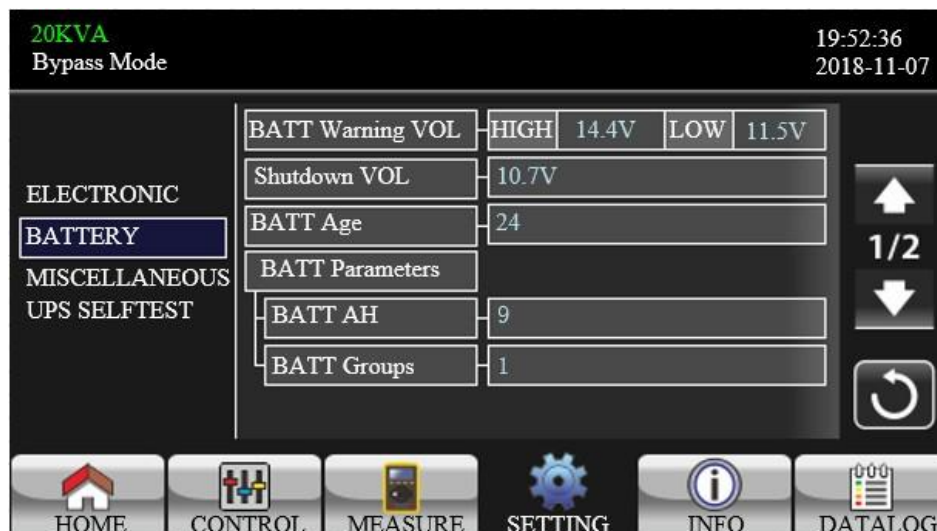 20KVA
19:52:36
Bypass Mode
2018-11-07
ELECTRONIC
BATTERY
MISCELLANEOUS
UPS SELFTEST
BATT Warning VOL HIGH 14.4V LOW 11.5V
Shutdown VOL 10.7V
BATT Age 24
BATT Parameters
BATT AH 9
BATT Groups 1
1/2
HOME CONTROL MEASURE SETTING INFO DATALOG